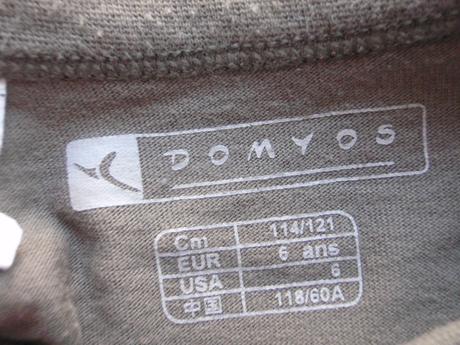 DOMYOS
Cm 114/121
EUR 6 ans
USA 6
中国 118/60A